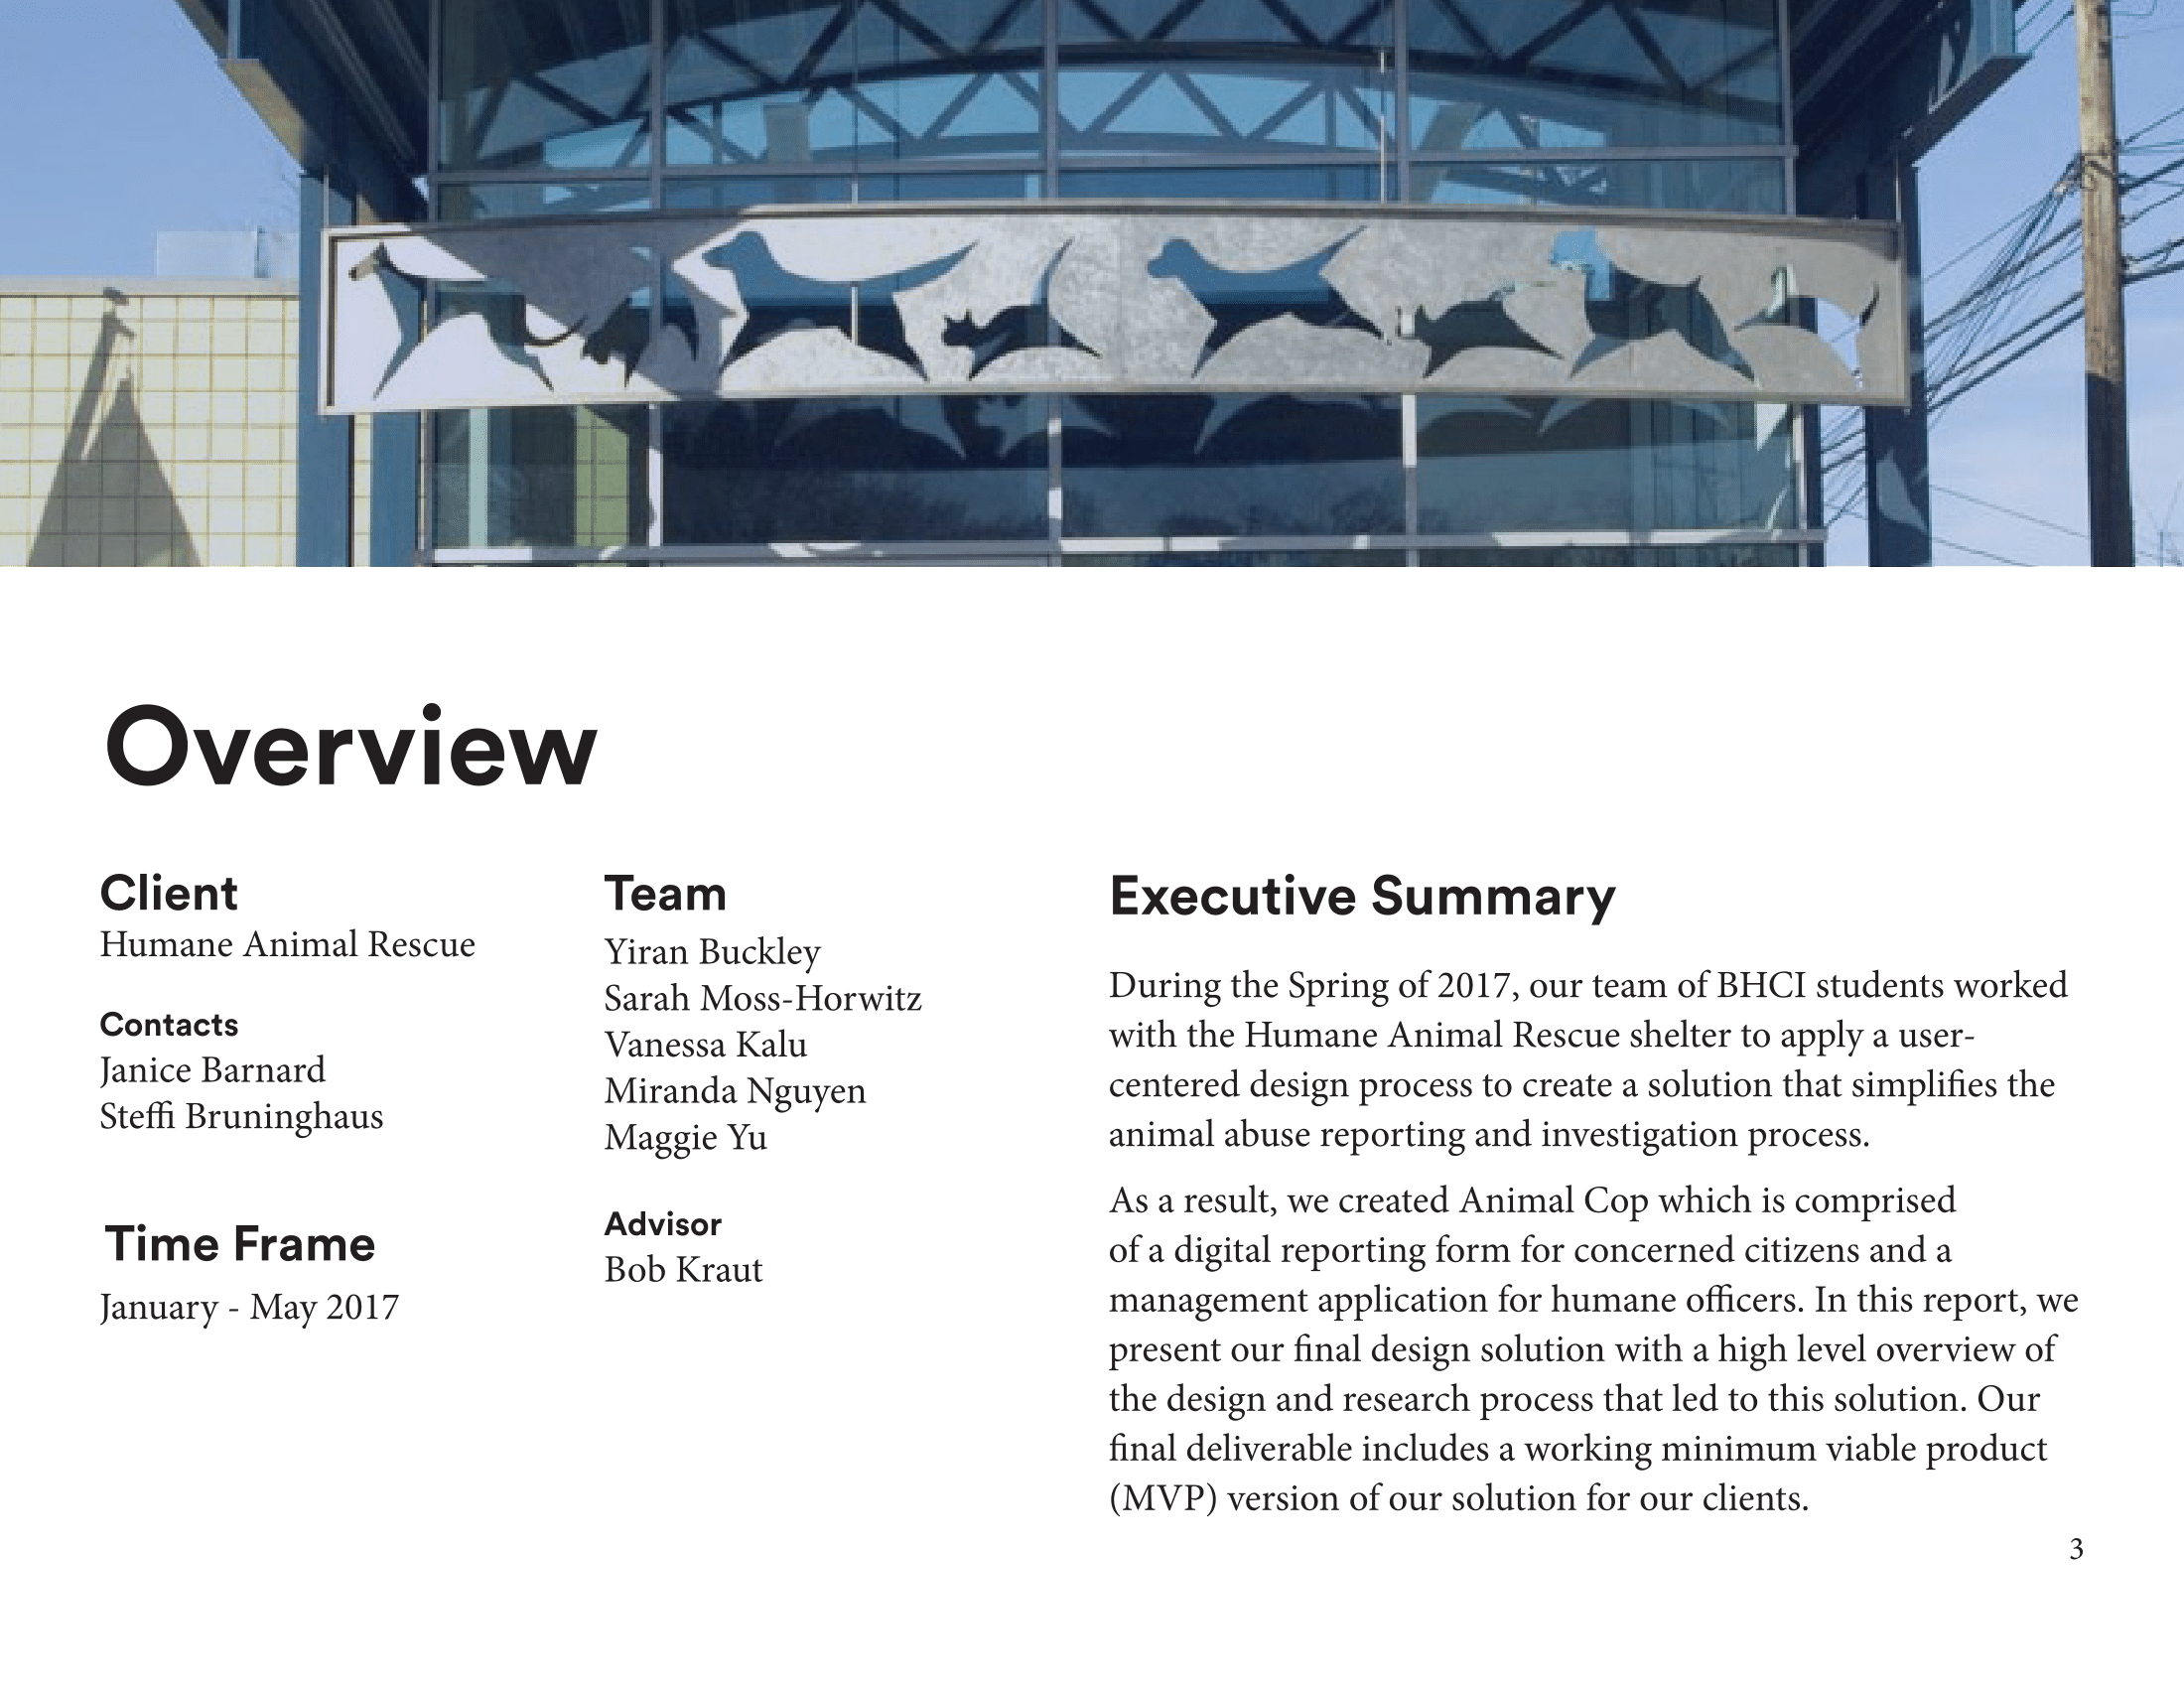 Overview
Client
Humane Animal Rescue
Contacts
Janice Barnard
Steffi Bruninghaus
Time Frame
January - May 2017
Team
Yiran Buckley
Sarah Moss-Horwitz
Vanessa Kalu
Miranda Nguyen
Maggie Yu
Advisor
Bob Kraut
Executive Summary
During the Spring of 2017, our team of BHCI students worked
with the Humane Animal Rescue shelter to apply a user-
centered design process to create a solution that simplifies the
animal abuse reporting and investigation process.
As a result, we created Animal Cop which is comprised
of a digital reporting form for concerned citizens and a
management application for humane officers. In this report, we
present our final design solution with a high level overview of
the design and research process that led to this solution. Our
final deliverable includes a working minimum viable product
(MVP) version of our solution for our clients.
3